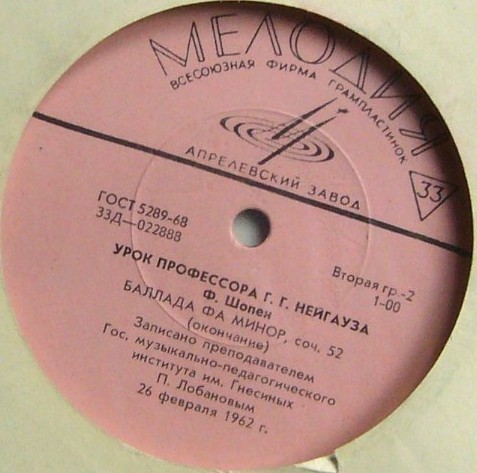 МЕЛОДИЯ
ВСЕСОЮЗНАЯ ФИРМА ГРАМПЛАСТИНОК
АПРЕЛЕВСКИЙ ЗАВОД
33
ГОСТ 5289-68
33Д—022888
Вторая гр.-2
1-00
УРОК ПРОФЕССОРА Г. Г. НЕЙГАУЗА
Ф. Шопен
БАЛЛАДА ФА МИНОР, соч. 52
(окончание)
Записано преподавателем
Гос. музыкально-педагогического
института им. Гнесиных
П. Лобановым
26 февраля 1962 г.